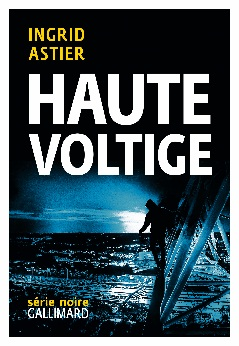 INGRID
ASTIER
HAUTE
VOLTIGE
série noire
GALLIMARD